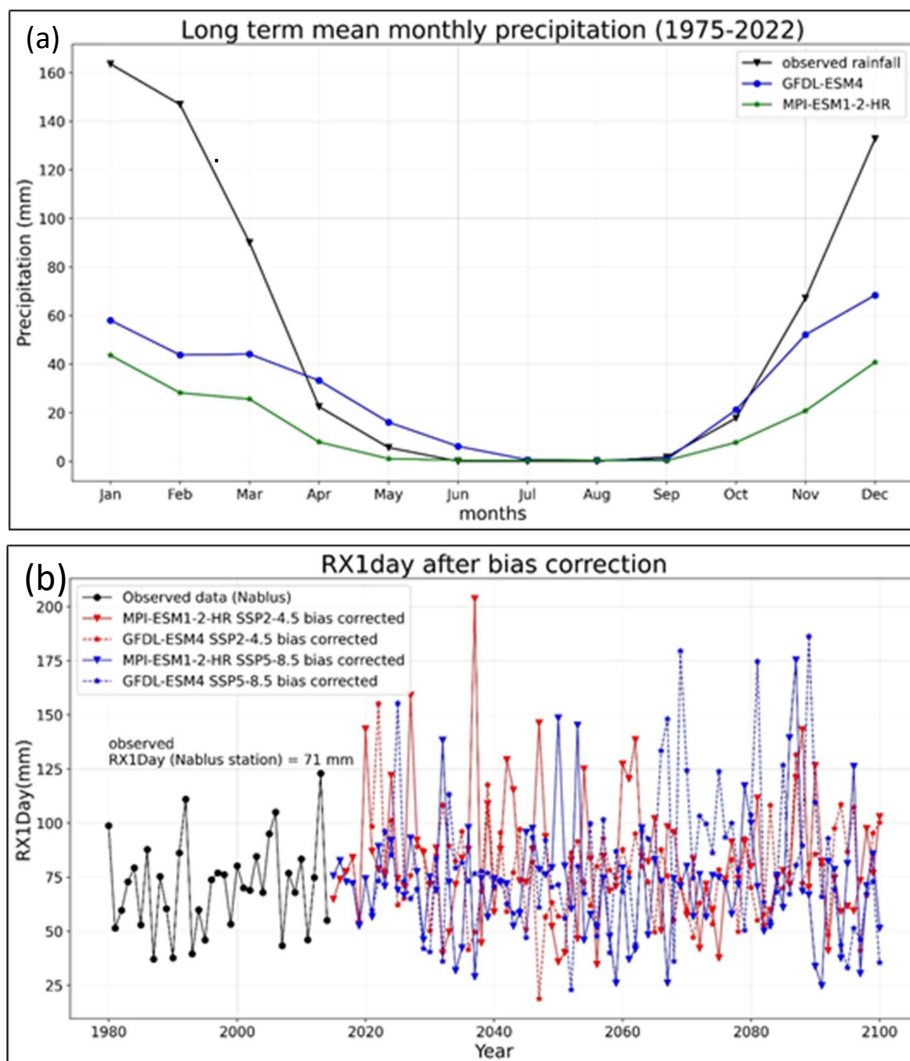 (a)
Long term mean monthly precipitation (1975-2022)
observed rainfall
GFDL-ESM4
MPI-ESM1-2-HR
Precipitation (mm)
160
140
120
100
80
60
40
20
0
Jan Feb Mar Apr May Jun Jul Aug Sep Oct Nov Dec
months
(b)
RX1day after bias correction
Observed data (Nablus)
MPI-ESM1-2-HR SSP2-4.5 bias corrected
GFDL-ESM4 SSP2-4.5 bias corrected
MPI-ESM1-2-HR SSP5-8.5 bias corrected
GFDL-ESM4 SSP5-8.5 bias corrected
observed
RX1Day (Nablus station) = 71 mm
RX1Day(mm)
200
175
150
125
100
75
50
25
1980 2000 2020 2040 2060 2080 2100
Year